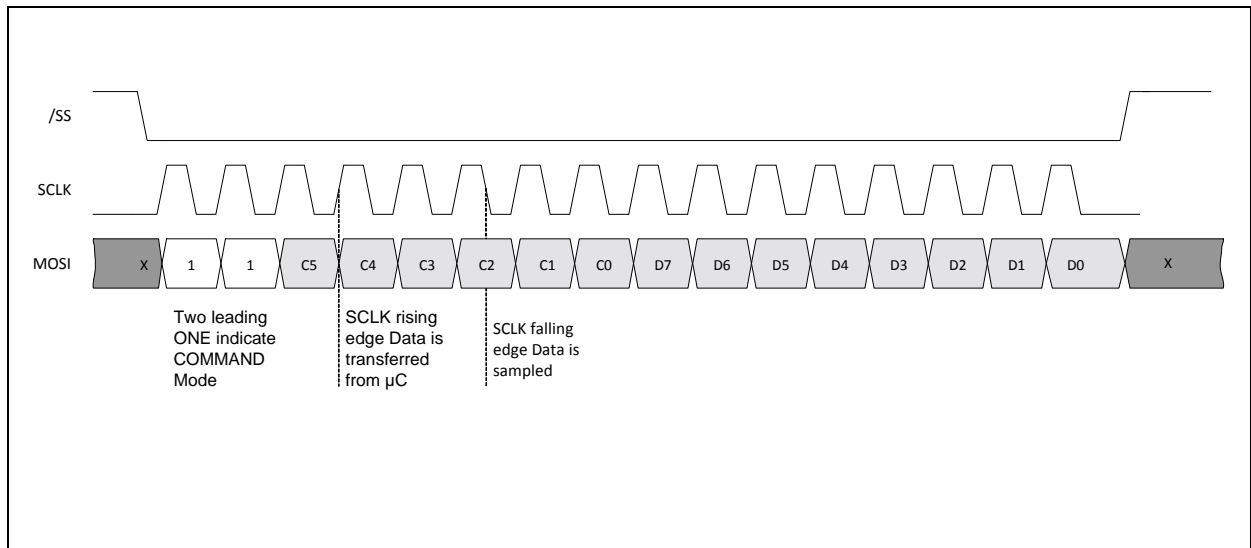 /SS
SCLK
MOSI
X 1 1 C5 C4 C3 C2 C1 C0 D7 D6 D5 D4 D3 D2 D1 D0 X
Two leading
ONE indicate
COMMAND
Mode
SCLK rising
edge Data is
transferred
from µC
SCLK falling
edge Data is
sampled